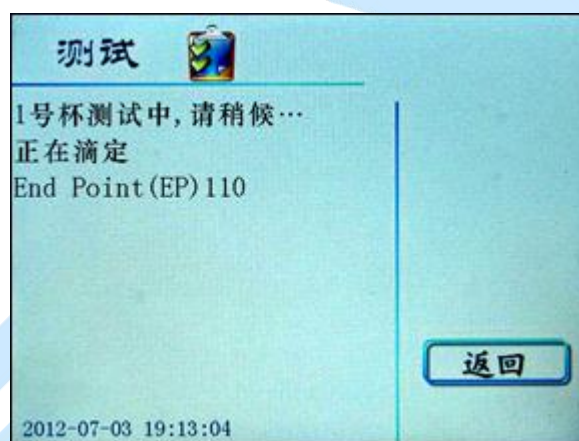 测试
1号杯测试中,请稍候…
正在滴定
End Point(EP)110
返回
2012-07-03 19:13:04